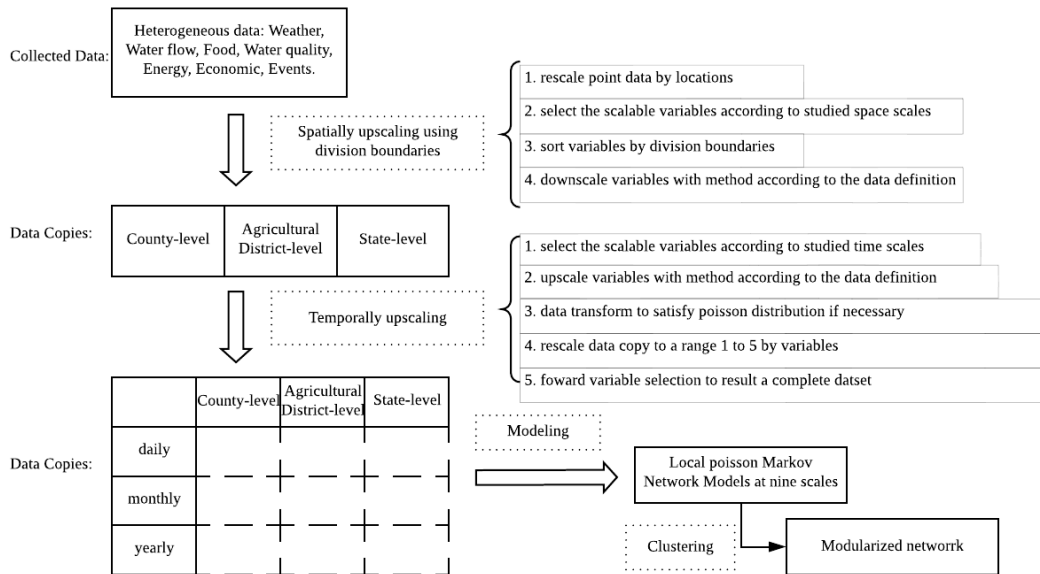 Collected Data:
Heterogeneous data: Weather,
Water flow, Food, Water quality,
Energy, Economic, Events.
Spatially upscaling using
division boundaries
1. rescale point data by locations
2. select the scalable variables according to studied space scales
3. sort variables by division boundaries
4. downscale variables with method according to the data definition
Data Copies:
County-level
Agricultural
District-level
State-level
Temporally upscaling
1. select the scalable variables according to studied time scales
2. upscale variables with method according to the data definition
3. data transform to satisfy poisson distribution if necessary
4. rescale data copy to a range 1 to 5 by variables
5. foward variable selection to result a complete datset
Data Copies:
County-level
Agricultural
District-level
State-level
daily
monthly
yearly
Modeling
Local poisson Markov
Network Models at nine scales
Clustering
Modularized networrk